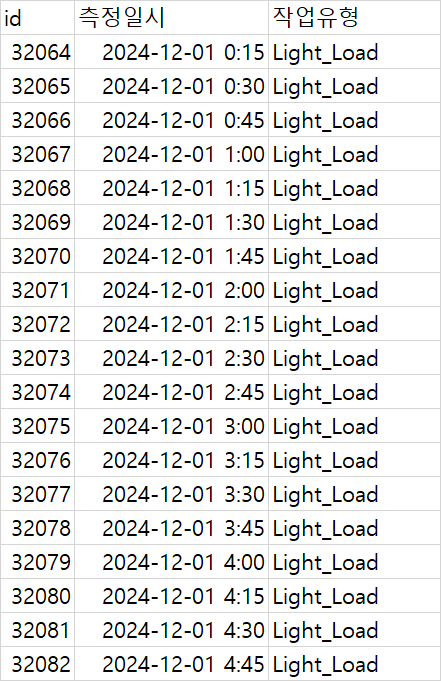 id 측정일시 작업유형
32064 2024-12-01 0:15 Light_Load
32065 2024-12-01 0:30 Light_Load
32066 2024-12-01 0:45 Light_Load
32067 2024-12-01 1:00 Light_Load
32068 2024-12-01 1:15 Light_Load
32069 2024-12-01 1:30 Light_Load
32070 2024-12-01 1:45 Light_Load
32071 2024-12-01 2:00 Light_Load
32072 2024-12-01 2:15 Light_Load
32073 2024-12-01 2:30 Light_Load
32074 2024-12-01 2:45 Light_Load
32075 2024-12-01 3:00 Light_Load
32076 2024-12-01 3:15 Light_Load
32077 2024-12-01 3:30 Light_Load
32078 2024-12-01 3:45 Light_Load
32079 2024-12-01 4:00 Light_Load
32080 2024-12-01 4:15 Light_Load
32081 2024-12-01 4:30 Light_Load
32082 2024-12-01 4:45 Light_Load